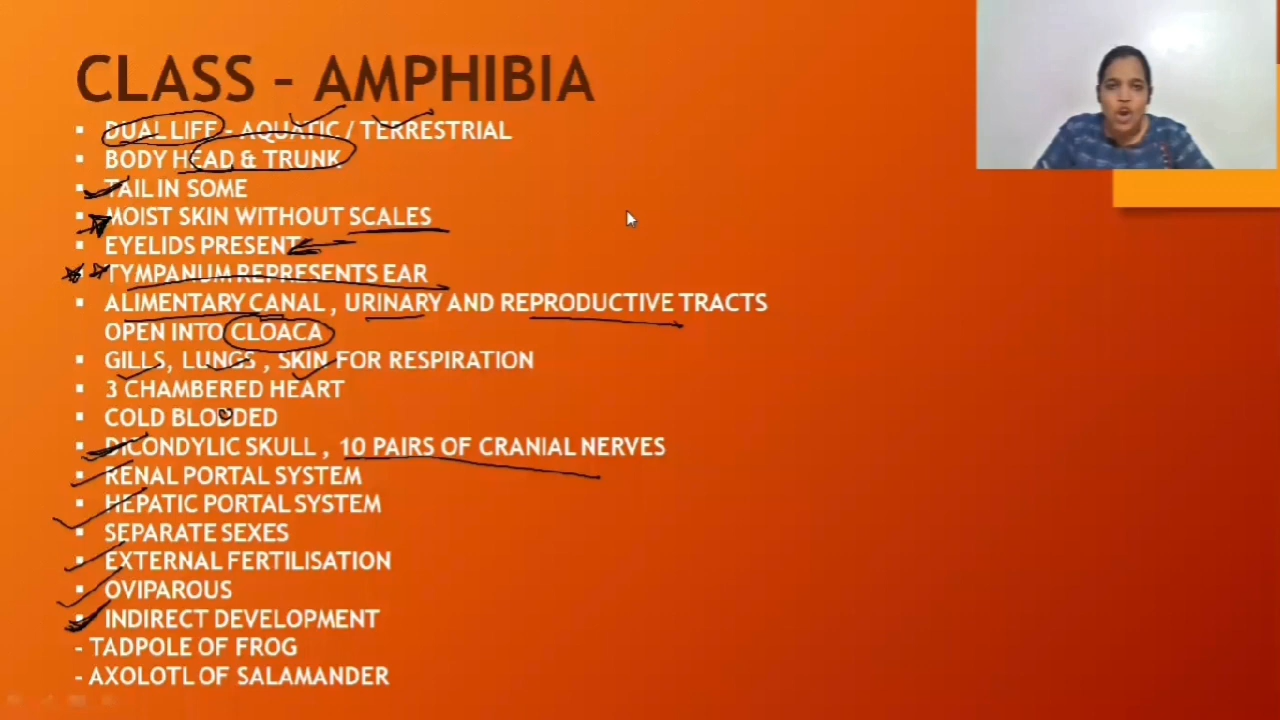 CLASS - AMPHIBIA
▪ DUAL LIFE - AQUATIC / TERRESTRIAL
▪ BODY HEAD & TRUNK
▪ TAIL IN SOME
▪ MOIST SKIN WITHOUT SCALES
▪ EYELIDS PRESENT
▪ TYMPANUM REPRESENTS EAR
▪ ALIMENTARY CANAL , URINARY AND REPRODUCTIVE TRACTS
OPEN INTO CLOACA
▪ GILLS, LUNGS , SKIN FOR RESPIRATION
▪ 3 CHAMBERED HEART
▪ COLD BLODDED
▪ DICONDYLIC SKULL , 10 PAIRS OF CRANIAL NERVES
▪ RENAL PORTAL SYSTEM
▪ HEPATIC PORTAL SYSTEM
▪ SEPARATE SEXES
▪ EXTERNAL FERTILISATION
▪ OVIPAROUS
▪ INDIRECT DEVELOPMENT
- TADPOLE OF FROG
- AXOLOTL OF SALAMANDER